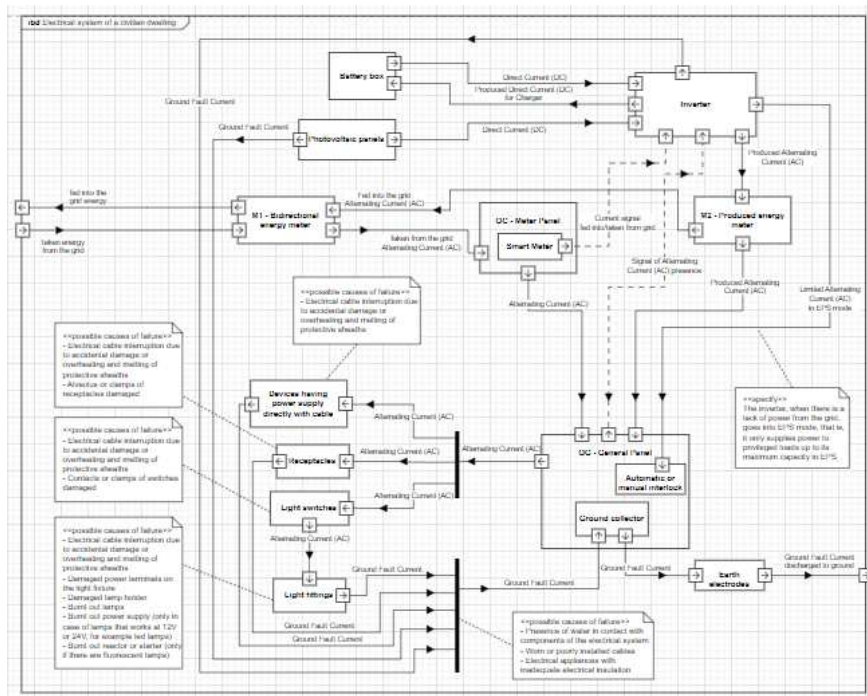 ibd Electrical system of a civilian dwelling
Battery box
Direct Current (DC)
Produced Direct Current (DC)
for Charger
Inverter
Ground Fault Current
Ground Fault Current
Photovoltaic panels
Direct Current (DC)
Produced Alternating
Current (AC)
fed into the
grid energy
Fed into the grid
Alternating Current (AC)
M1 - Bidirectional
energy meter
taken energy
from the grid
taken from the grid
Alternating Current (AC)
QC - Meter Panel
Smart Meter
Current signal
fed into/taken from grid
M2 - Produced energy
meter
Signal of Alternating
Current (AC) presence
Produced Alternating
Current (AC)
Limited Alternating
Current (AC)
in EPS mode
Alternating Current (AC)
<<possible causes of failure>>
- Electrical cable interruption due
to accidental damage or
overheating and melting of
protective sheaths
<<possible causes of failure>>
- Electrical cable interruption due
to accidental damage or
overheating and melting of
protective sheaths
- Alveolus or clamps of
receptacles damaged
Devices having
power supply
directly with cable
Alternating Current (AC)
<<specify>>
The inverter, when there is a
lack of power from the grid,
goes into EPS mode, that is,
it only supplies power to
privileged loads up to its
maximum capacity in EPS
<<possible causes of failure>>
- Electrical cable interruption due
to accidental damage or
overheating and melting of
protective sheaths
- Contacts or clamps of switches
damaged
Receptacles
Alternating Current (AC)
Alternating Current (AC)
QC - General Panel
Automatic or
manual interlock
Alternating Current (AC)
Light switches
Ground collector
Alternating Current (AC)
<<possible causes of failure>>
- Electrical cable interruption due
to accidental damage or
overheating and melting of
protective sheaths
- Damaged power terminals on
the light fixture
- Damaged lamp holder
- Burnt out lamps
- Burnt out power supply (only in
case of lamps that works at 12V
or 24V, for example led lamps)
- Burnt out reactor or starter (only
if there are fluorescent lamps)
Light fittings
Ground Fault Current
Ground Fault Current
Ground Fault Current
Ground Fault Current
Ground Fault Current
Earth
electrodes
Ground Fault Current
discharged to ground
<<possible causes of failure>>
- Presence of water in contact with
components of the electrical system
- Worn or poorly installed cables
- Electrical appliances with
inadequate electrical insulation